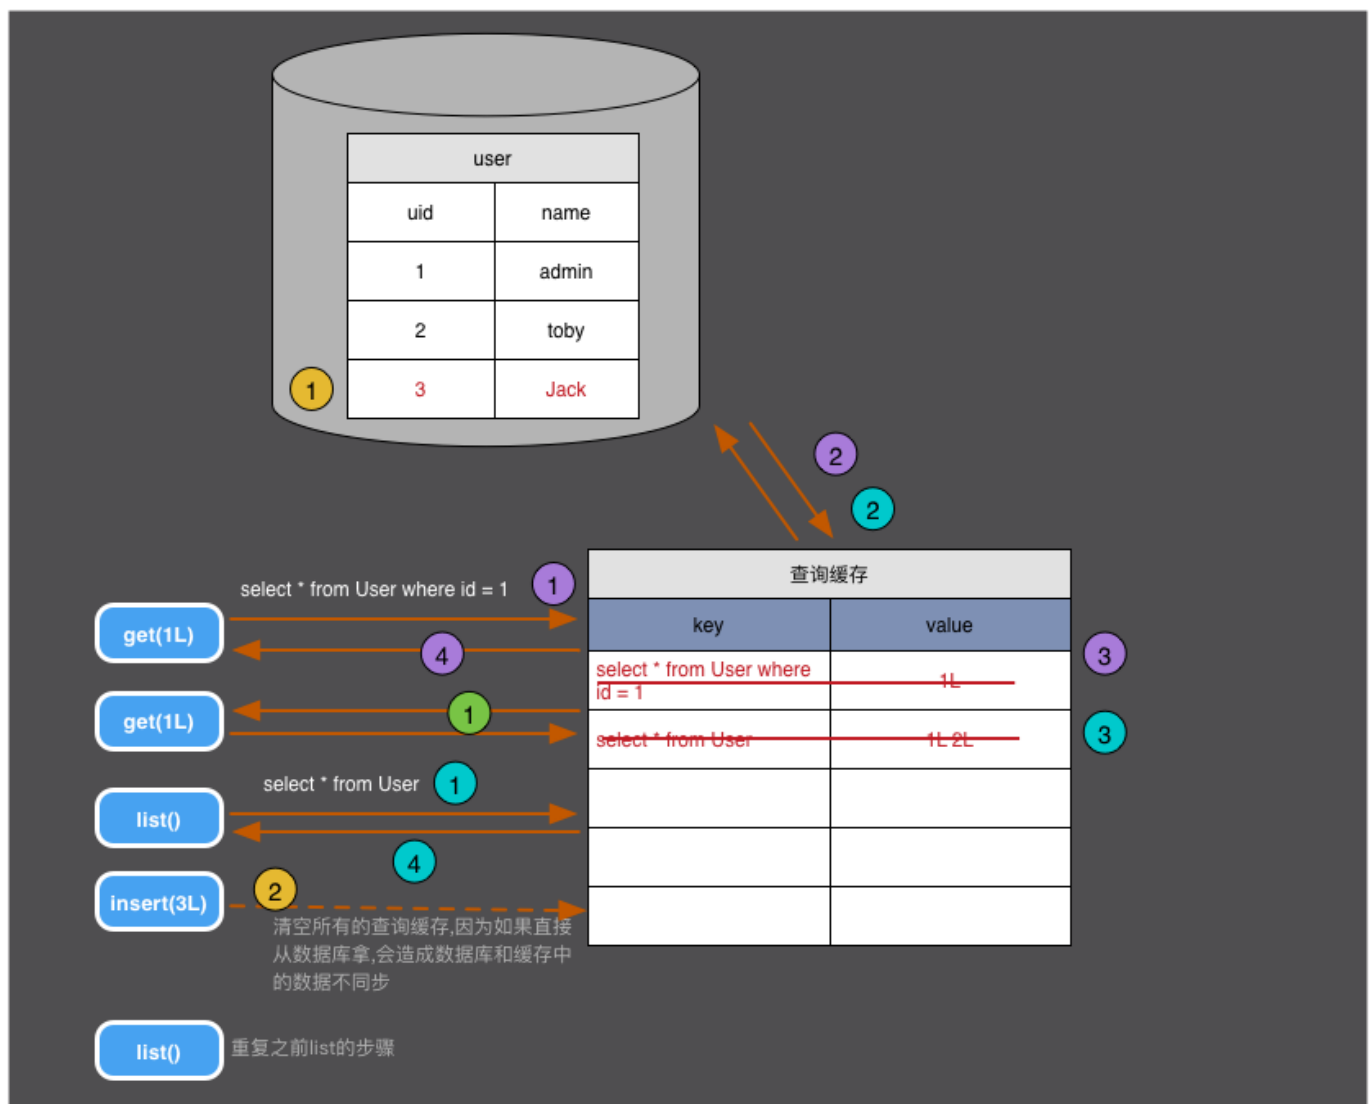 user
uid name
1 admin
2 toby
1 3 Jack
2
2
查询缓存
key value
select * from User where id = 1 1
get(1L)
4
select * from User where
id = 1
1L
3
get(1L)
1
select * from User 1L 2L
3
select * from User 1
list()
4
insert(3L)
2
清空所有的查询缓存,因为如果直接
从数据库拿,会造成数据库和缓存中
的数据不同步
list()
重复之前list的步骤